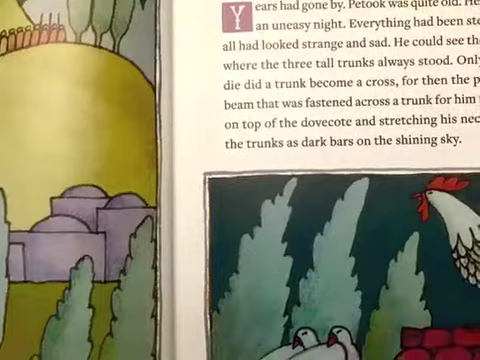 Years had gone by. Petook was quite old. He
an uneasy night. Everything had been
all had looked strange and sad. He could see
where the three tall trunks always stood.
die did a trunk become a cross, for then the
beam that was fastened across a trunk for him
on top of the dovecote and stretching his
the trunks as dark bars on the shining sky.